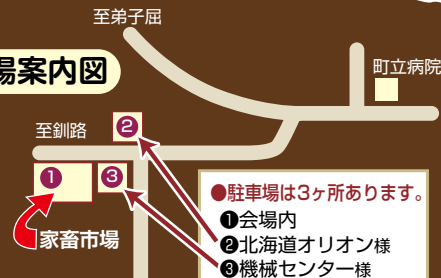 至弟子屈
場案内図
町立病院
至釧路
❷
❶
❸
家畜市場
●駐車場は3ヶ所あります。
❶会場内
❷北海道オリオン様
❸機械センター様